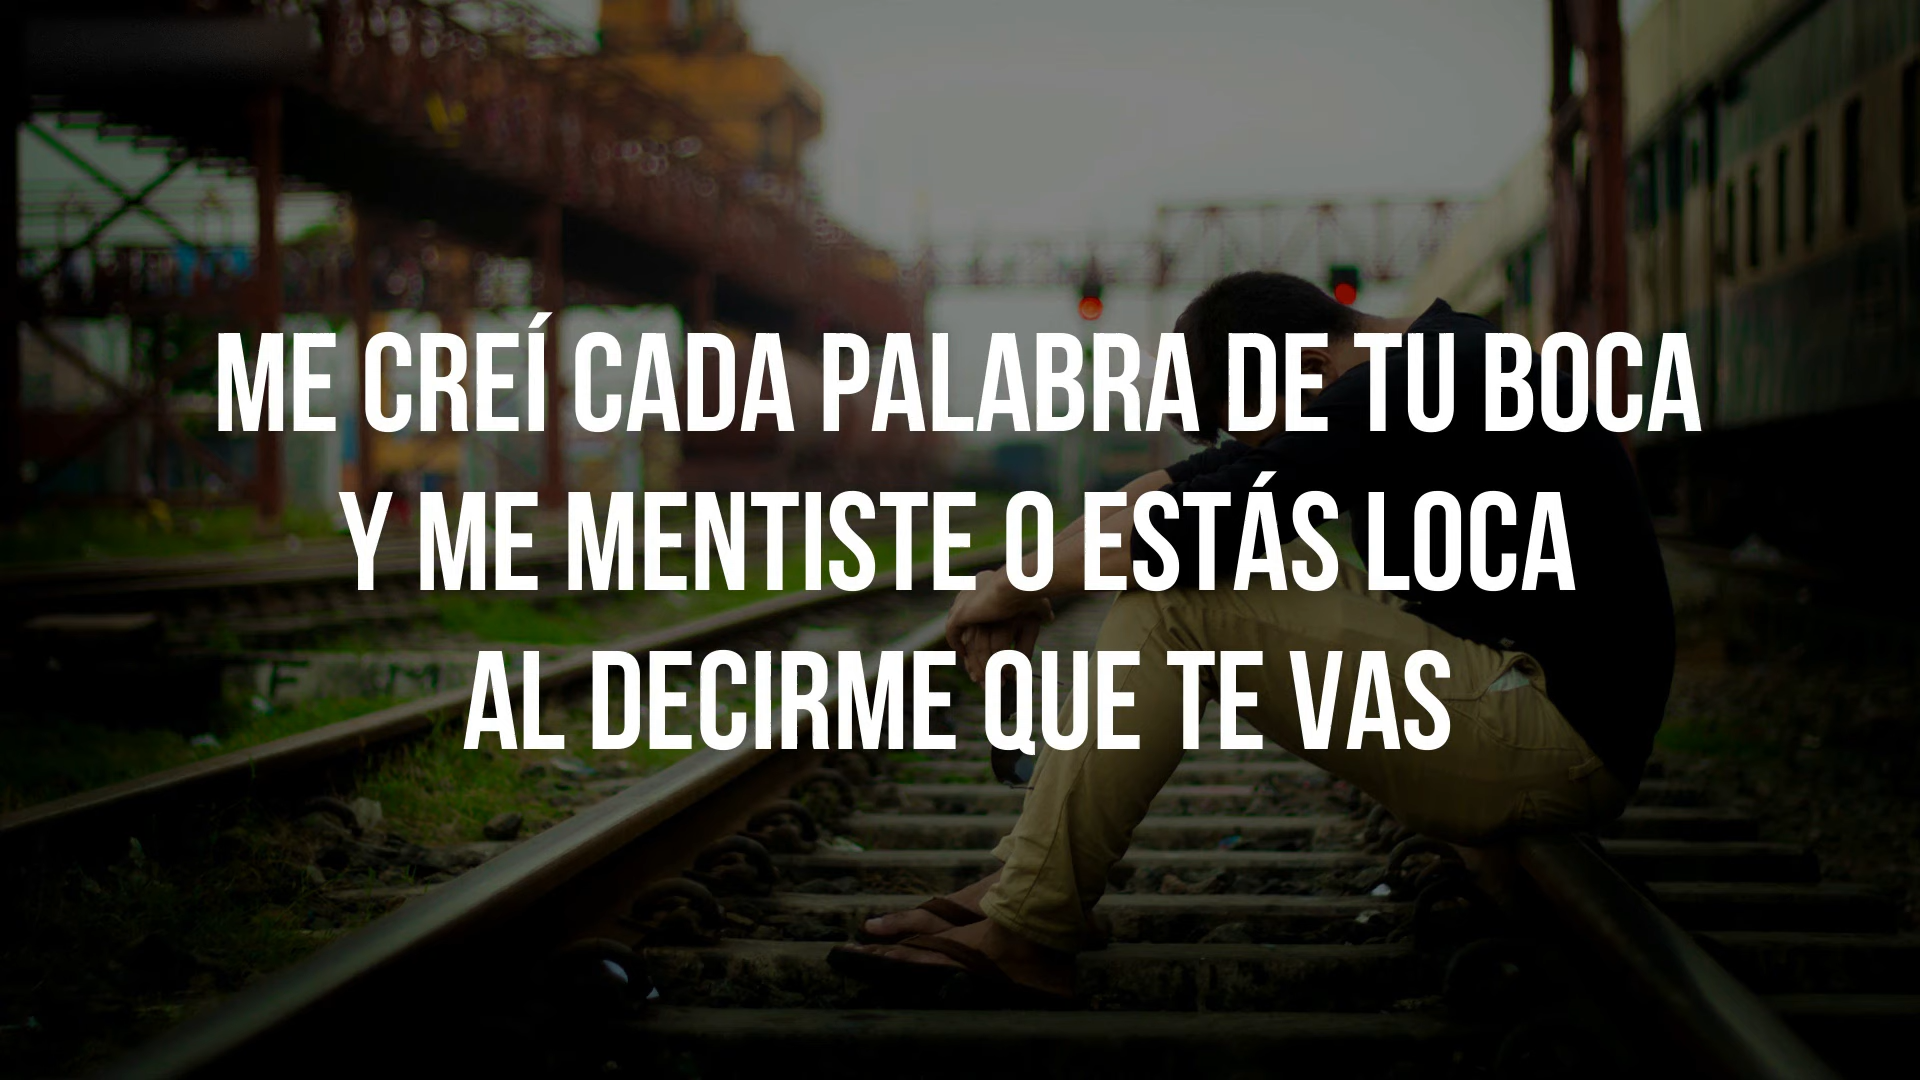 ME CREÍ CADA PALABRA DE TU BOCA
Y ME MENTISTE O ESTÁS LOCA
AL DECIRME QUE TE VAS